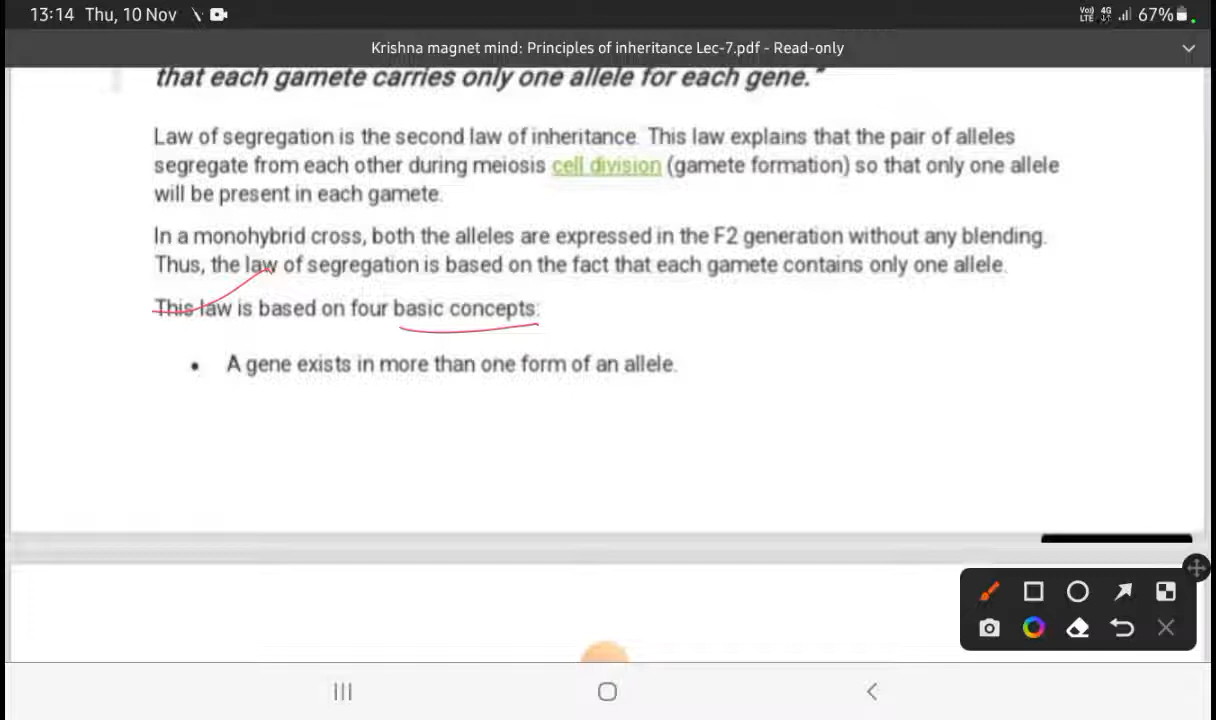 13:14 Thu, 10 Nov
Vo) 4G LTE 67%
Krishna magnet mind: Principles of inheritance Lec-7.pdf - Read-only
that each gamete carries only one allele for each gene."
Law of segregation is the second law of inheritance. This law explains that the pair of alleles
segregate from each other during meiosis cell division (gamete formation) so that only one allele
will be present in each gamete.
In a monohybrid cross, both the alleles are expressed in the F2 generation without any blending.
Thus, the law of segregation is based on the fact that each gamete contains only one allele.
This law is based on four basic concepts:
• A gene exists in more than one form of an allele.